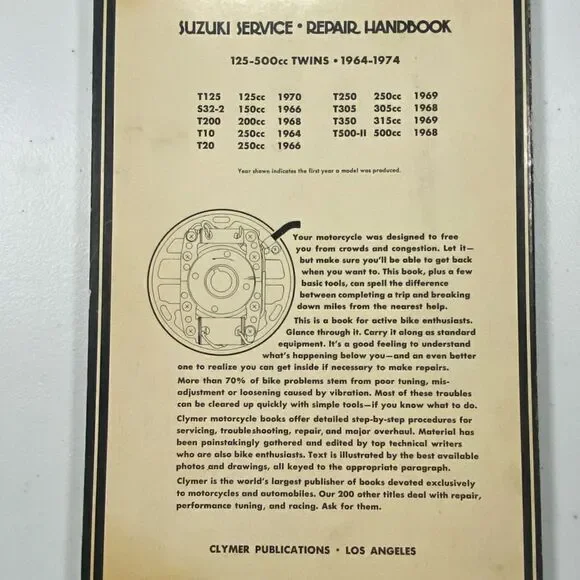 SUZUKI SERVICE • REPAIR HANDBOOK
125-500cc TWINS • 1964-1974
T125 125cc 1970 T250 250cc 1969
S32-2 150cc 1966 T305 305cc 1968
T200 200cc 1968 T350 315cc 1969
T10 250cc 1964 T500-II 500cc 1968
T20 250cc 1966
Year shown indicates the first year a model was produced.
Your motorcycle was designed to free
you from crowds and congestion. Let it—
but make sure you'll be able to get back
when you want to. This book, plus a few
basic tools, can spell the difference
between completing a trip and breaking
down miles from the nearest help.
This is a book for active bike enthusiasts.
Glance through it. Carry it along as standard
equipment. It's a good feeling to understand
what's happening below you—and an even better
one to realize you can get inside if necessary to make repairs.
More than 70% of bike problems stem from poor tuning, mis-
adjustment or loosening caused by vibration. Most of these troubles
can be cleared up quickly with simple tools—if you know what to do.
Clymer motorcycle books offer detailed step-by-step procedures for
servicing, troubleshooting, repair, and major overhaul. Material has
been painstakingly gathered and edited by top technical writers
who are also bike enthusiasts. Text is illustrated by the best available
photos and drawings, all keyed to the appropriate paragraph.
Clymer is the world's largest publisher of books devoted exclusively
to motorcycles and automobiles. Our 200 other titles deal with repair,
performance tuning, and racing. Ask for them.
CLYMER PUBLICATIONS • LOS ANGELES